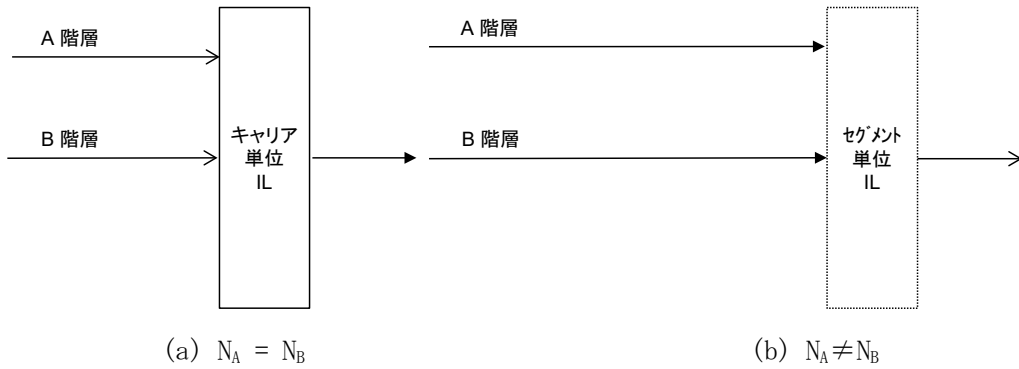 A 階層
B 階層
キャリア
単位
IL
A 階層
B 階層
ｾｸﾞﾒﾝﾄ
単位
IL
(a) N_A = N_B
(b) N_A≠N_B